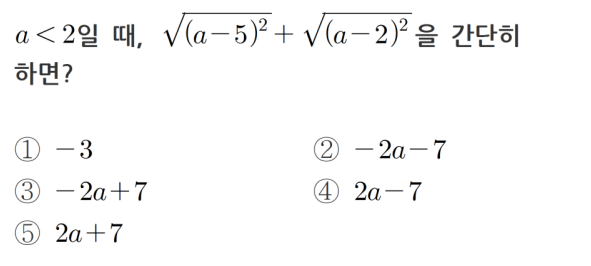 a < 2일 때, √(a−5)² + √(a−2)² 을 간단히
하면?
① −3 ② −2a−7
③ −2a+7 ④ 2a−7
⑤ 2a+7